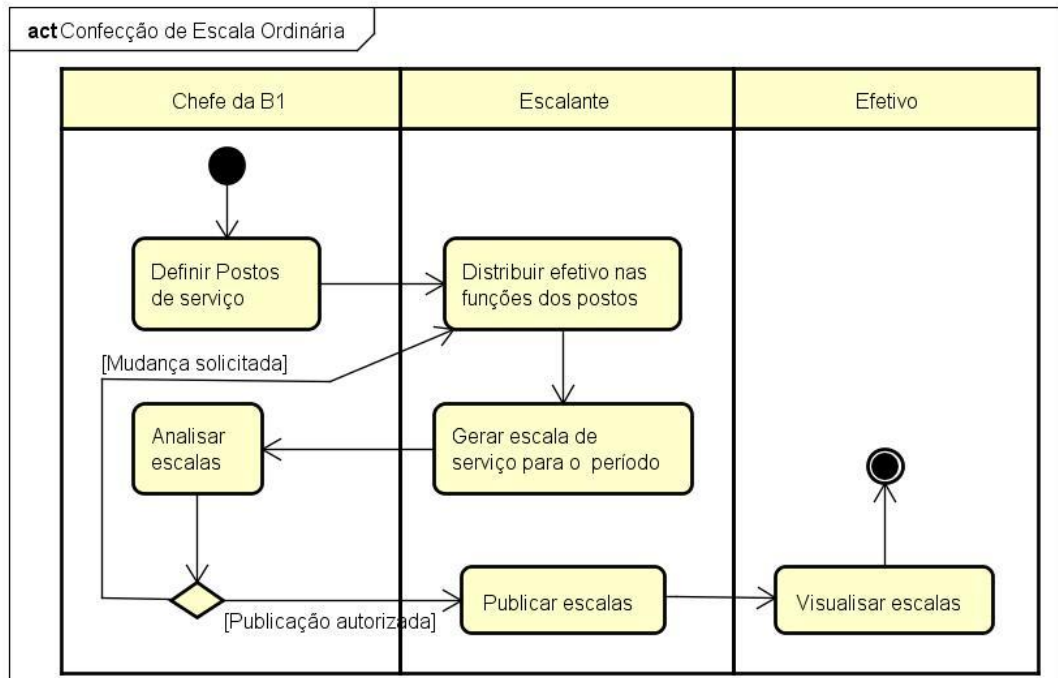 act Confecção de Escala Ordinária
Chefe da B1
Escalante
Efetivo
Definir Postos
de serviço
Distribuir efetivo nas
funções dos postos
[Mudança solicitada]
Analisar
escalas
Gerar escala de
serviço para o período
Publicar escalas
Visualisar escalas
[Publicação autorizada]